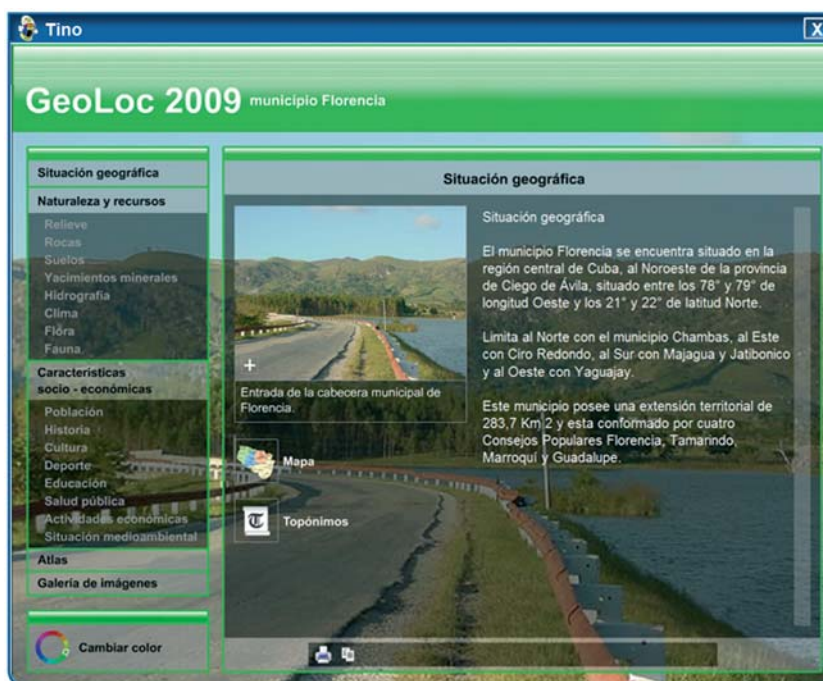 Tino
X
GeoLoc 2009 municipio Florencia
Situación geográfica
Naturaleza y recursos
Relieve
Rocas
Suelos
Yacimientos minerales
Hidrografía
Clima
Flora
Fauna
Características
socio - económicas
Población
Historia
Cultura
Deporte
Educación
Salud pública
Actividades económicas
Situación medioambiental
Atlas
Galería de imágenes
Cambiar color
Situación geográfica
Entrada de la cabecera municipal de
Florencia.
Mapa
Topónimos
Situación geográfica
El municipio Florencia se encuentra situado en la
región central de Cuba, al Noroeste de la provincia
de Ciego de Ávila, situado entre los 78° y 79° de
longitud Oeste y los 21° y 22° de latitud Norte.
Limita al Norte con el municipio Chambas, al Este
con Ciro Redondo, al Sur con Majagua y Jatibonico
y al Oeste con Yaguajay.
Este municipio posee una extensión territorial de
283,7 Km 2 y esta conformado por cuatro
Consejos Populares Florencia, Tamarindo,
Marroquí y Guadalupe.